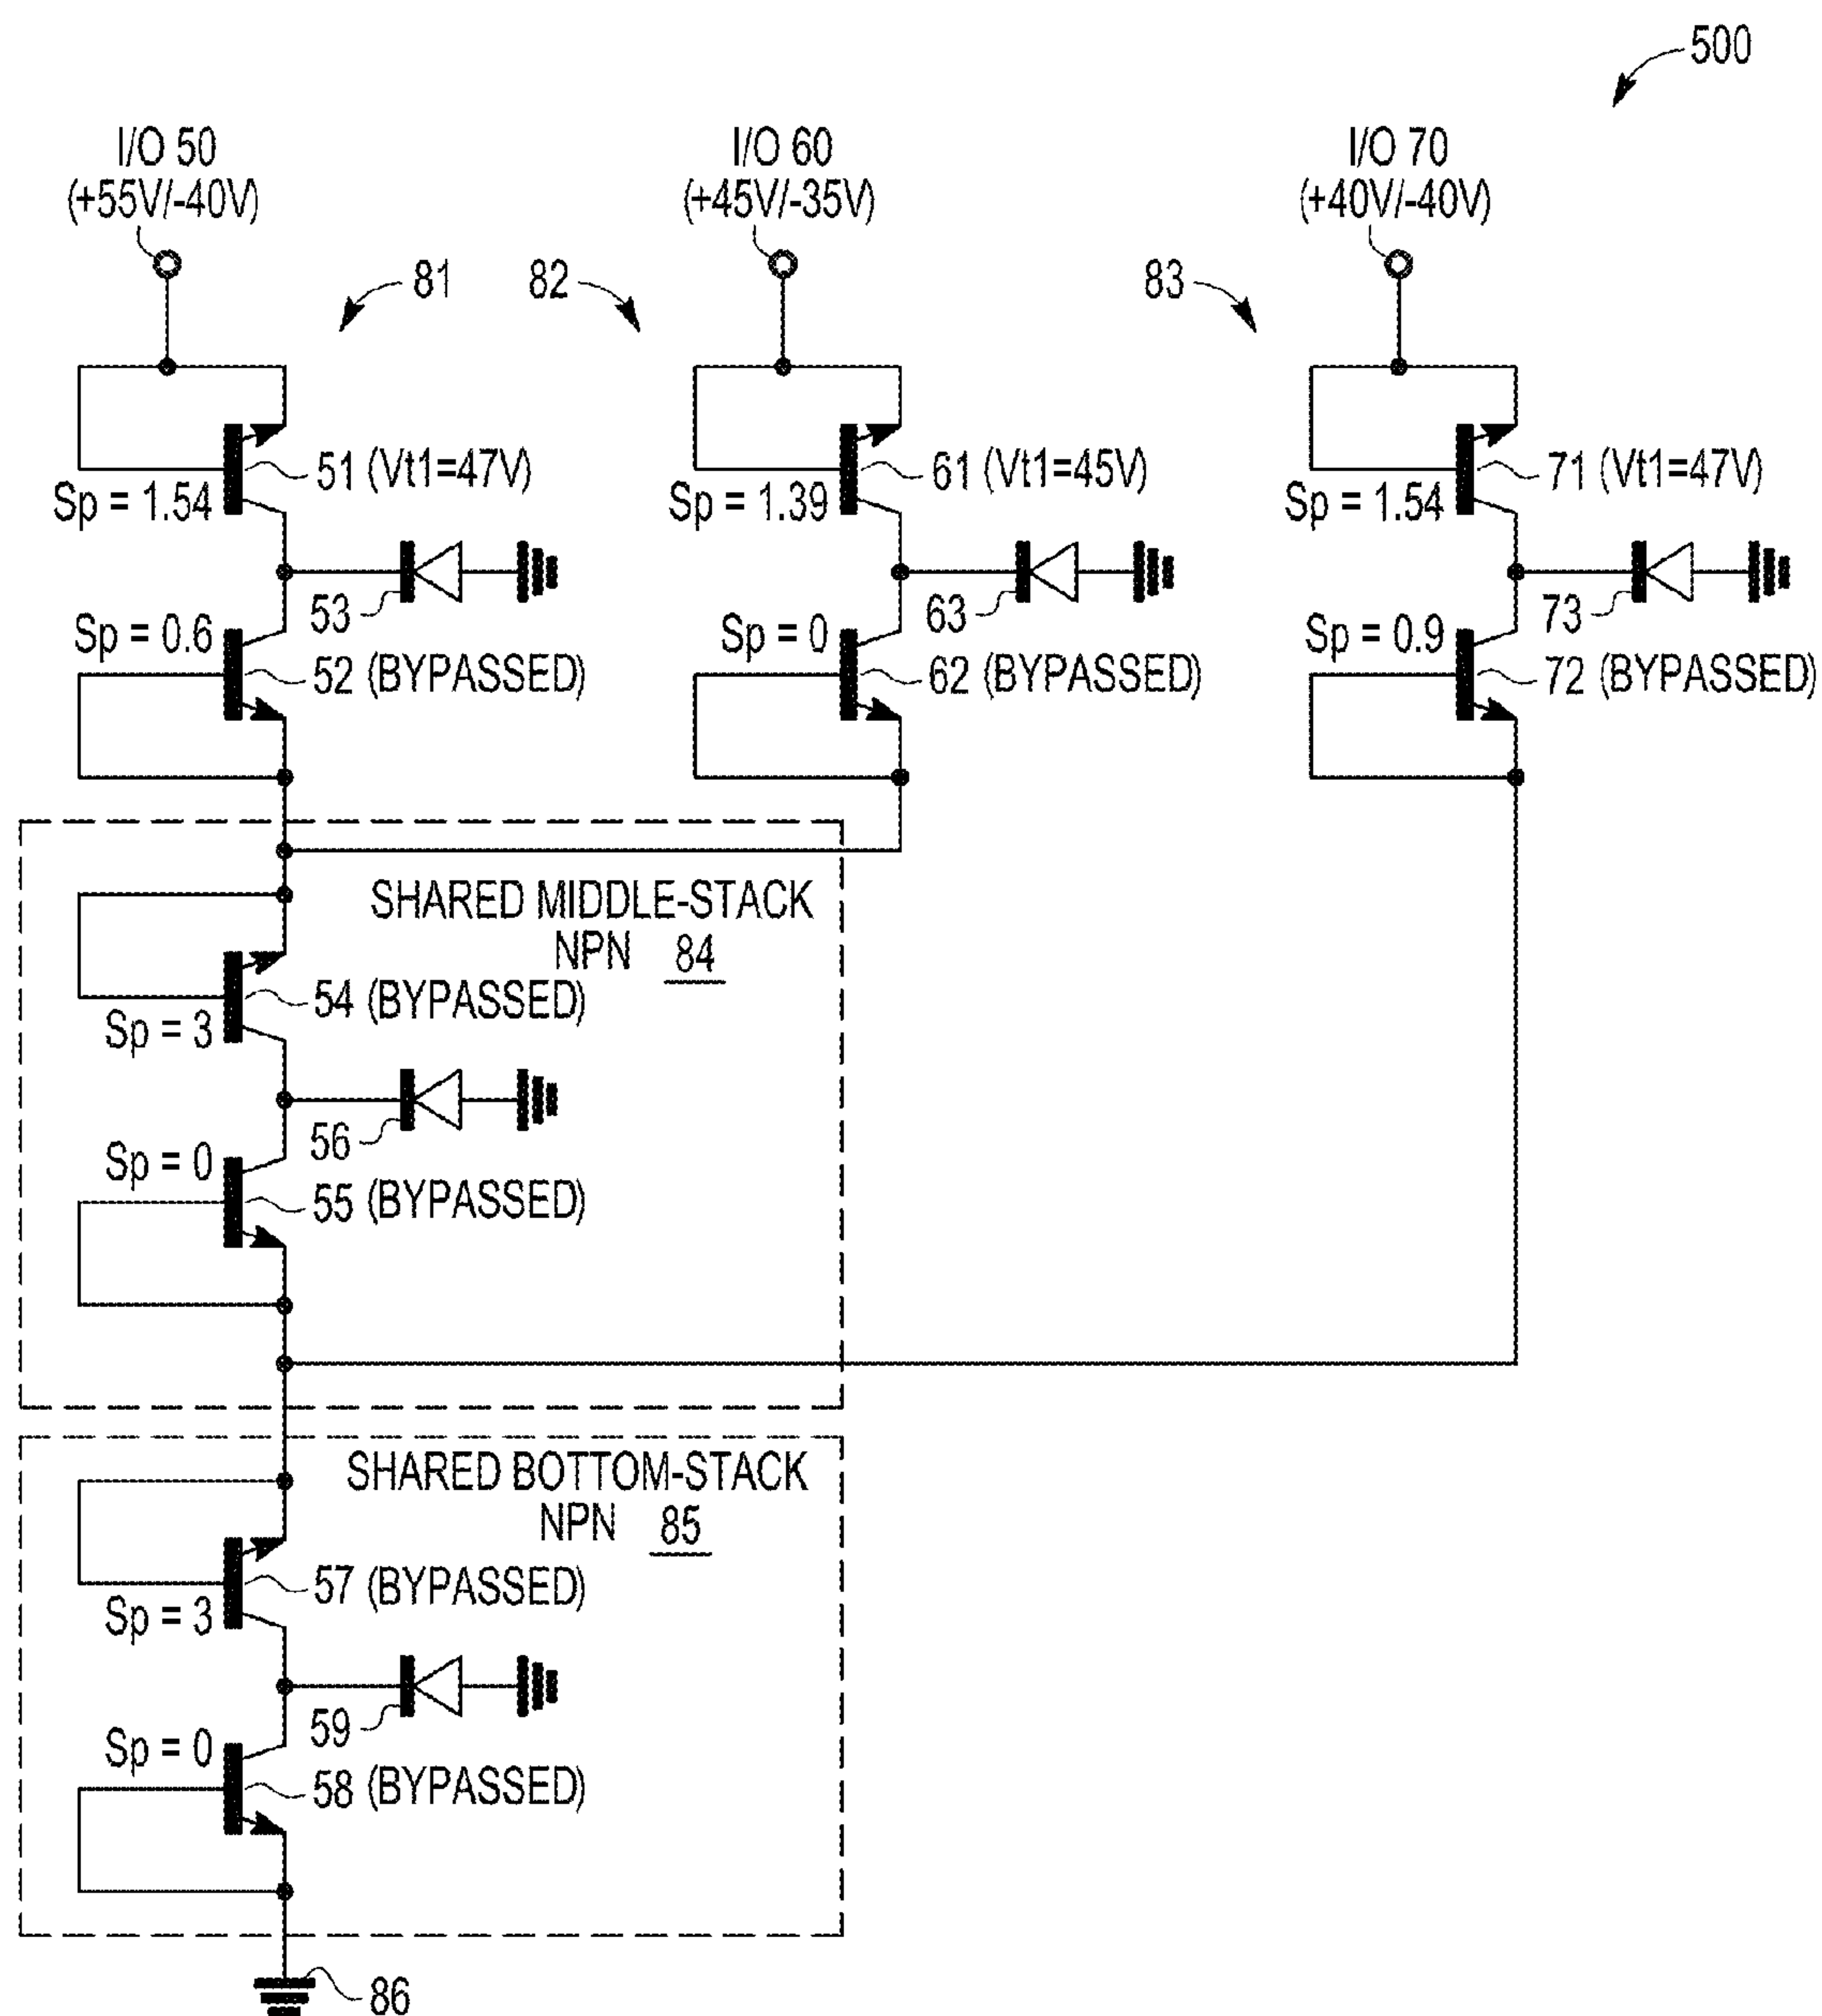 500
I/O 50
(+55V/-40V)
I/O 60
(+45V/-35V)
I/O 70
(+40V/-40V)
81
82
83
51 (Vt1=47V)
Sp = 1.54
61 (Vt1=45V)
Sp = 1.39
71 (Vt1=47V)
Sp = 1.54
53
63
73
Sp = 0.6
52 (BYPASSED)
Sp = 0
62 (BYPASSED)
Sp = 0.9
72 (BYPASSED)
SHARED MIDDLE-STACK
NPN 84
54 (BYPASSED)
Sp = 3
56
Sp = 0
55 (BYPASSED)
SHARED BOTTOM-STACK
NPN 85
57 (BYPASSED)
Sp = 3
59
Sp = 0
58 (BYPASSED)
86